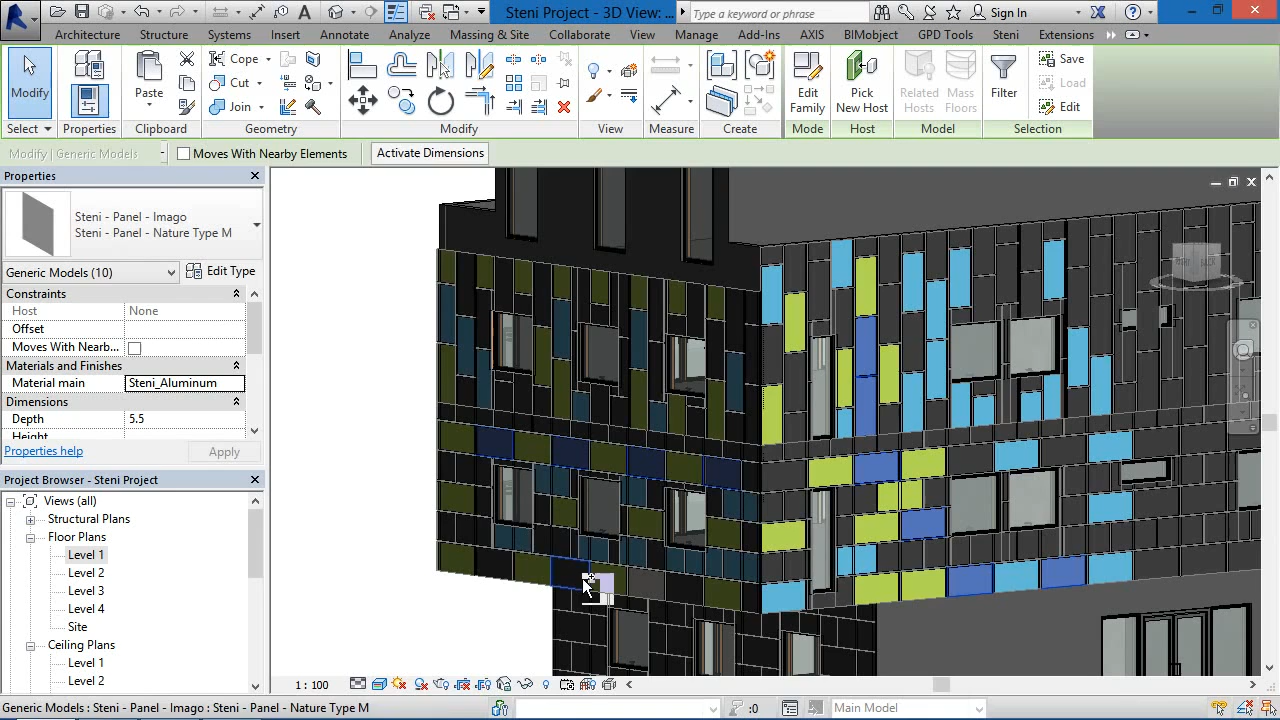 Steni Project - 3D View: ...
Type a keyword or phrase
Sign In
Architecture
Structure
Systems
Insert
Annotate
Analyze
Massing & Site
Collaborate
View
Manage
Add-Ins
AXIS
BIMobject
GPD Tools
Steni
Extensions
Modify
Paste
Cope
Cut
Join
Edit
Family
Pick
New Host
Related
Hosts
Mass
Floors
Filter
Save
Load
Edit
Select
Properties
Clipboard
Geometry
Modify
View
Measure
Create
Mode
Host
Model
Selection
Modify | Generic Models
Moves With Nearby Elements
Activate Dimensions
Properties
Steni - Panel - Imago
Steni - Panel - Nature Type M
Generic Models (10)
Edit Type
Constraints
Host None
Offset
Moves With Nearb...
Materials and Finishes
Material main Steni_Aluminum
Dimensions
Depth 5.5
Height
Properties help
Apply
Project Browser - Steni Project
Views (all)
Structural Plans
Floor Plans
Level 1
Level 2
Level 3
Level 4
Site
Ceiling Plans
Level 1
Level 2
1 : 100
Generic Models : Steni - Panel - Imago : Steni - Panel - Nature Type M
:0
Main Model